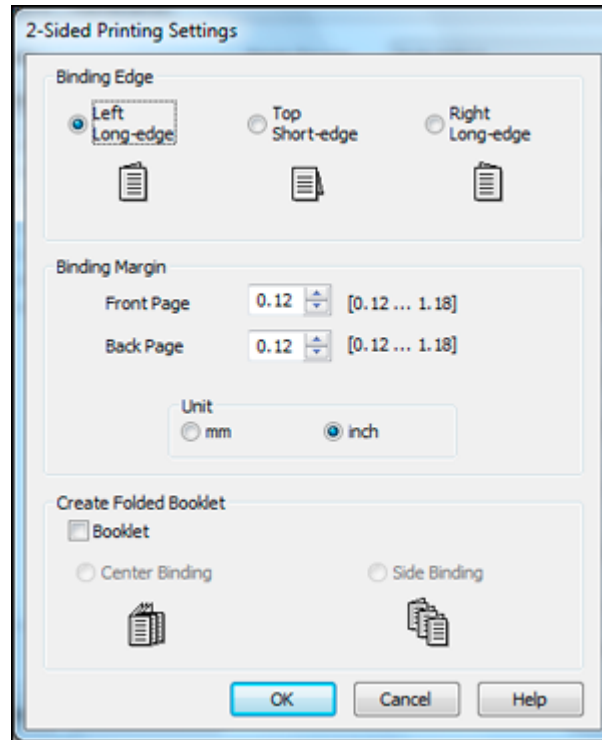 2-Sided Printing Settings
Binding Edge
Left
Long-edge
Top
Short-edge
Right
Long-edge
Binding Margin
Front Page 0.12 [0.12 ... 1.18]
Back Page 0.12 [0.12 ... 1.18]
Unit
mm inch
Create Folded Booklet
Booklet
Center Binding Side Binding
OK Cancel Help